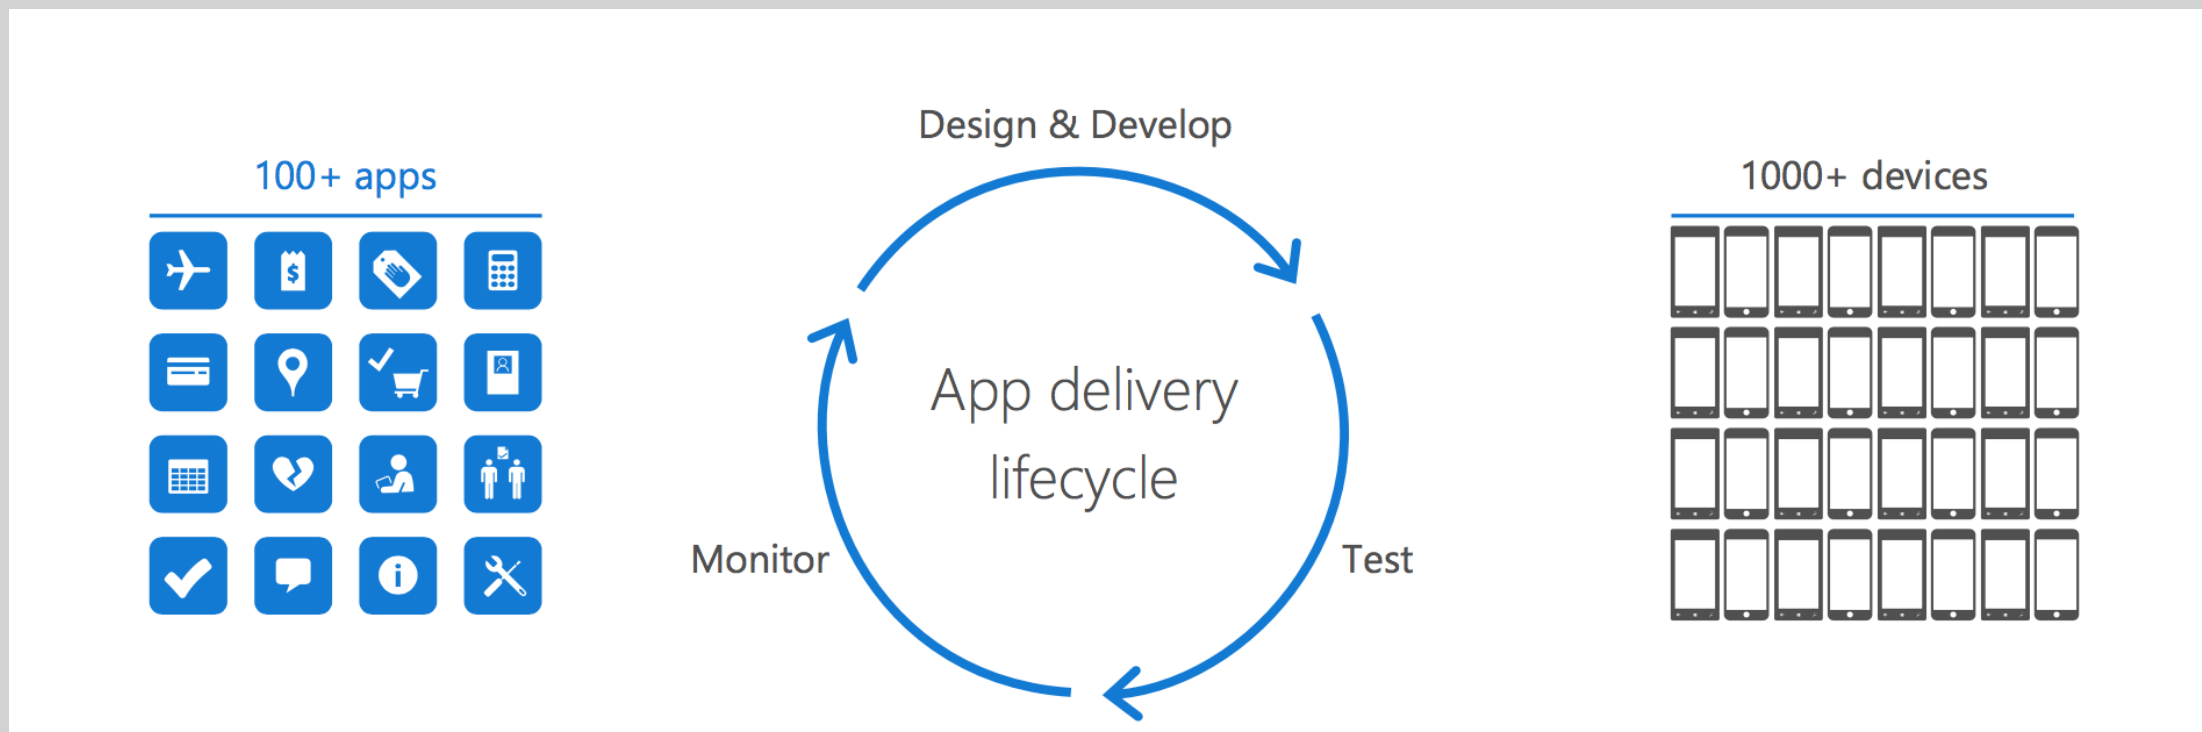 100+ apps
Design & Develop
App delivery
lifecycle
Monitor
Test
1000+ devices
$
i